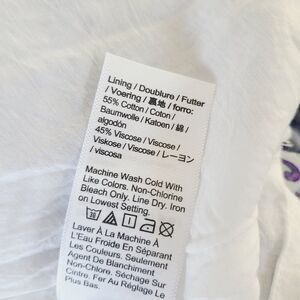 Lining / Doublure / Futter
/ Voering / 裏地 / forro:
55% Cotton / Coton /
Baumwolle / Katoen / 綿 /
algodón
45% Viscose / Viscose /
Viskose / Viscose / レーヨン
/ viscosa
Machine Wash Cold With
Like Colors. Non-Chlorine
Bleach Only. Line Dry. Iron
on Lowest Setting.
30
Laver À La Machine À
L'Eau Froide En Séparant
Les Couleurs. Seulement
Agent De Blanchiment
Non-Chlore. Séchage Sur
Cintre. Fer Au Réglage Le
Plus Bas.